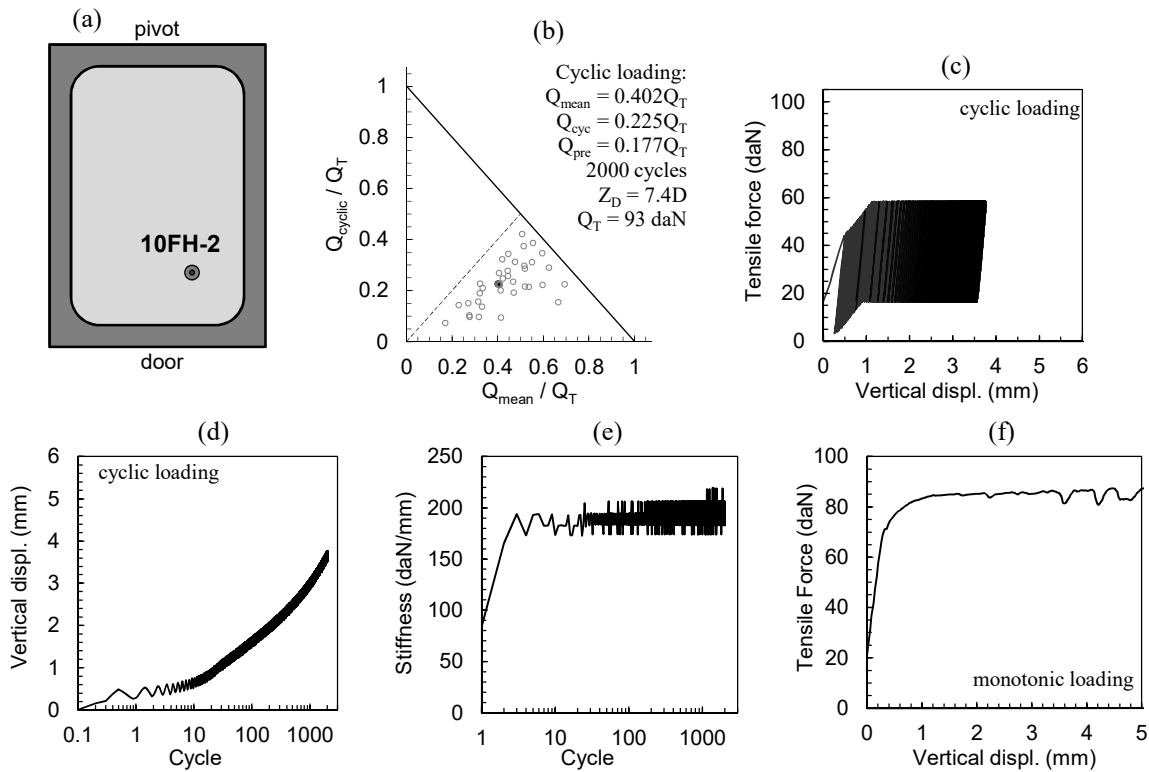 (a)
pivot
10FH-2
door
(b)
Cyclic loading:
Q_mean = 0.402Q_T
Q_cyc = 0.225Q_T
Q_pre = 0.177Q_T
2000 cycles
Z_D = 7.4D
Q_T = 93 daN
Q_cyclic / Q_T
1
0.8
0.6
0.4
0.2
0
0 0.2 0.4 0.6 0.8 1
Q_mean / Q_T
(c)
cyclic loading
Tensile force (daN)
100
80
60
40
20
0
0 1 2 3 4 5 6
Vertical displ. (mm)
(d)
cyclic loading
Vertical displ. (mm)
6
5
4
3
2
1
0
0.1 1 10 100 1000
Cycle
(e)
Stiffness (daN/mm)
250
200
150
100
50
0
1 10 100 1000
Cycle
(f)
Tensile Force (daN)
100
80
60
40
20
0
monotonic loading
0 1 2 3 4 5
Vertical displ. (mm)